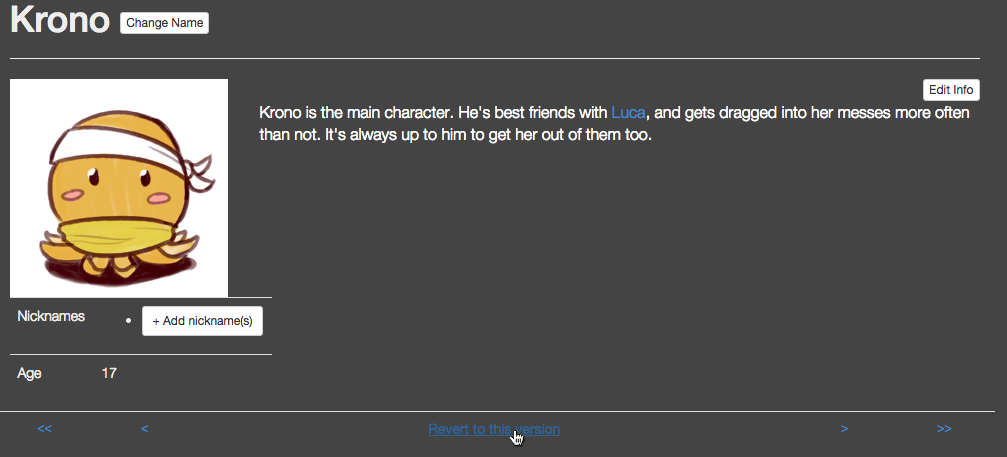 Krono Change Name
Edit Info
Krono is the main character. He's best friends with Luca, and gets dragged into her messes more often
than not. It's always up to him to get her out of them too.
Nicknames • + Add nickname(s)
Age 17
<< < Revert to this version > >>